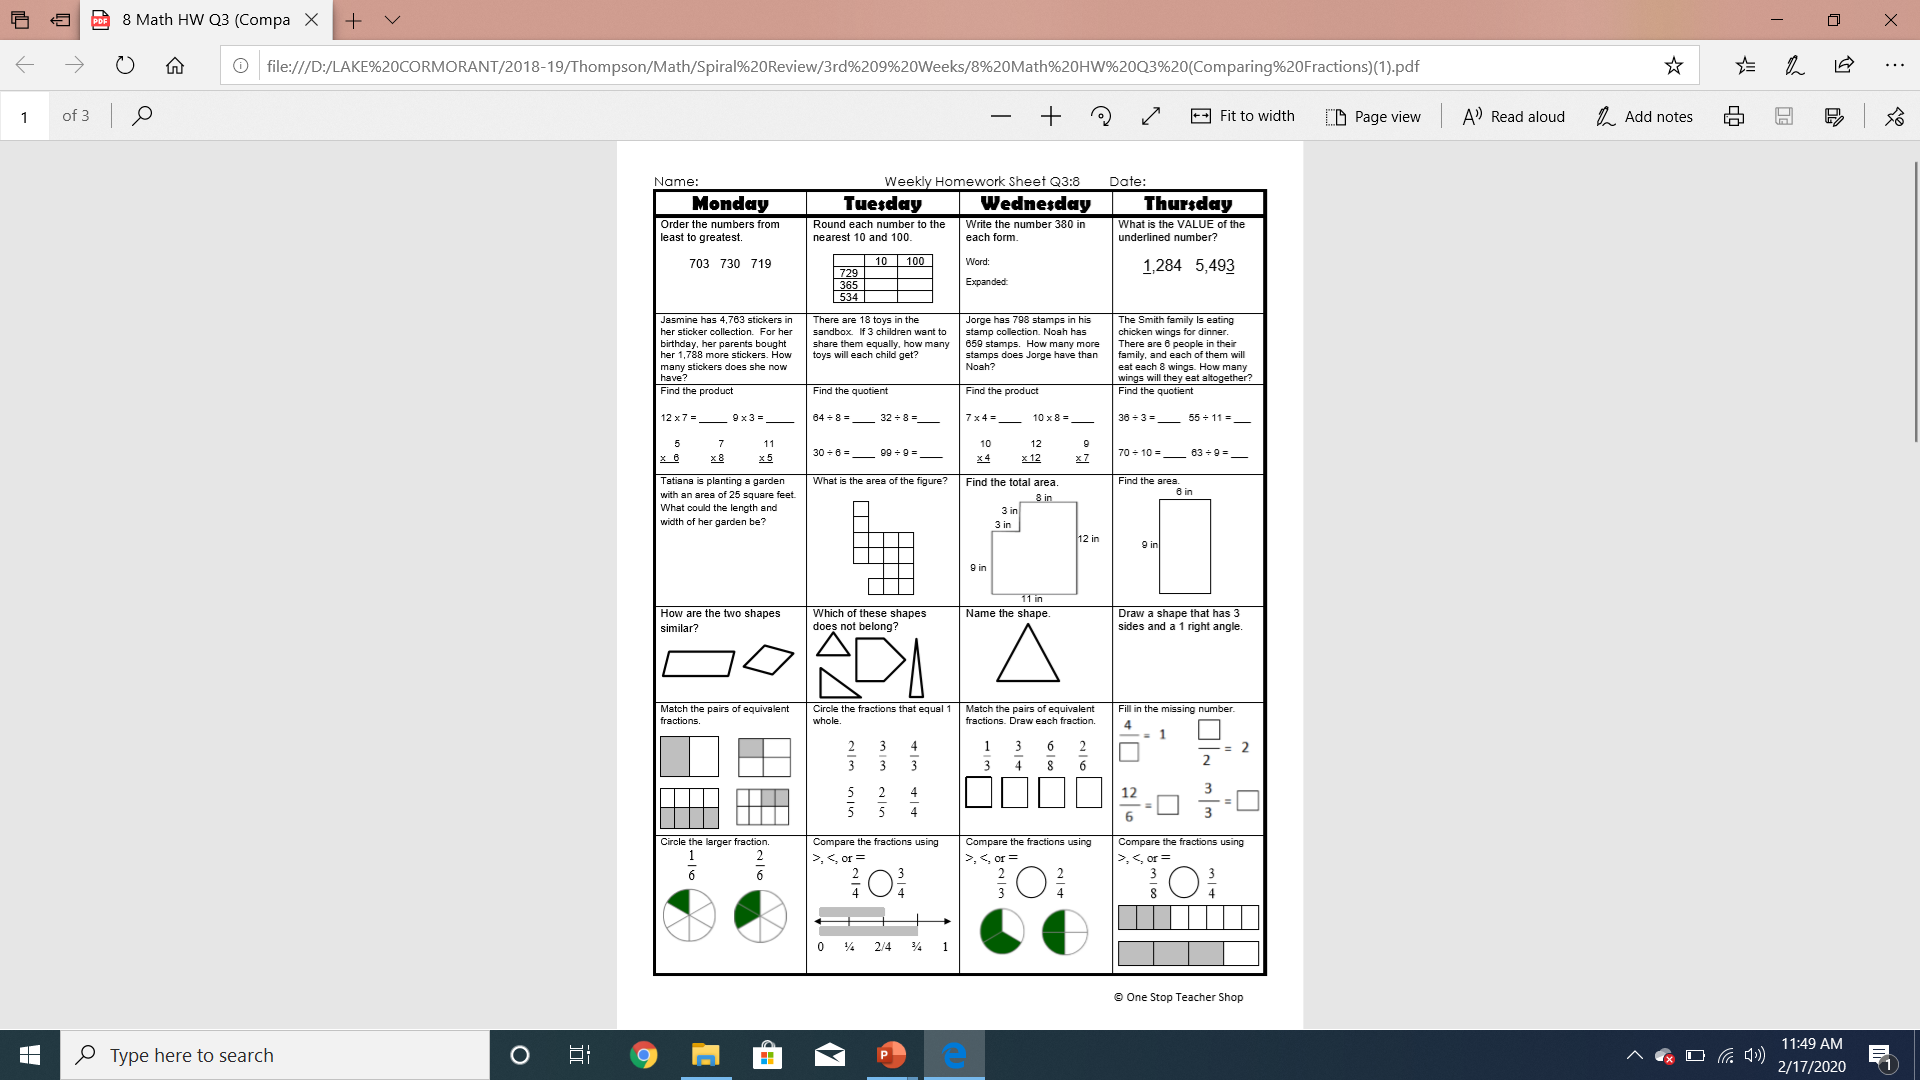 8 Math HW Q3 (Compa
file:///D:/LAKE%20CORMORANT/2018-19/Thompson/Math/Spiral%20Review/3rd%209%20Weeks/8%20Math%20HW%20Q3%20(Comparing%20Fractions)(1).pdf
1 of 3
Fit to width
Page view
Read aloud
Add notes
Name: Weekly Homework Sheet Q3:8 Date:
Monday Tuesday Wednesday Thursday
Order the numbers from
least to greatest.
703 730 719
Round each number to the
nearest 10 and 100.
10 100
729
365
534
Write the number 380 in
each form.
Word:
Expanded:
What is the VALUE of the
underlined number?
1,284 5,493
Jasmine has 4,763 stickers in
her sticker collection. For her
birthday, her parents bought
her 1,788 more stickers. How
many stickers does she now
have?
There are 18 toys in the
sandbox. If 3 children want to
share them equally, how many
toys will each child get?
Jorge has 798 stamps in his
stamp collection. Noah has
659 stamps. How many more
stamps does Jorge have than
Noah?
The Smith family Is eating
chicken wings for dinner.
There are 6 people in their
family, and each of them will
eat each 8 wings. How many
wings will they eat altogether?
Find the product
12 x 7 = _____ 9 x 3 = _____
5 7 11
x 6 x 8 x 5
Find the quotient
64 ÷ 8 = ____ 32 ÷ 8 =____
30 ÷ 6 = ____ 99 ÷ 9 = ____
Find the product
7 x 4 = ____ 10 x 8 = ____
10 12 9
x 4 x 12 x 7
Find the quotient
36 ÷ 3 = ____ 55 ÷ 11 = ___
70 ÷ 10 = ____ 63 ÷ 9 = ___
Tatiana is planting a garden
with an area of 25 square feet.
What could the length and
width of her garden be?
What is the area of the figure?
Find the total area.
8 in
3 in
3 in
12 in
9 in
11 in
Find the area.
6 in
9 in
How are the two shapes
similar?
Which of these shapes
does not belong?
Name the shape.
Draw a shape that has 3
sides and a 1 right angle.
Match the pairs of equivalent
fractions.
Circle the fractions that equal 1
whole.
2 3 4
3 3 3
5 2 4
5 5 4
Match the pairs of equivalent
fractions. Draw each fraction.
1 3 6 2
3 4 8 6
Fill in the missing number.
4 = 1
= 2
2
12 =
6
3 =
3
Circle the larger fraction.
1 2
6 6
Compare the fractions using
>, <, or =
2 3
4 4
0 ¼ 2/4 ¾ 1
Compare the fractions using
>, <, or =
2 2
3 4
Compare the fractions using
>, <, or =
3 3
8 4
© One Stop Teacher Shop
Type here to search
11:49 AM
2/17/2020
1